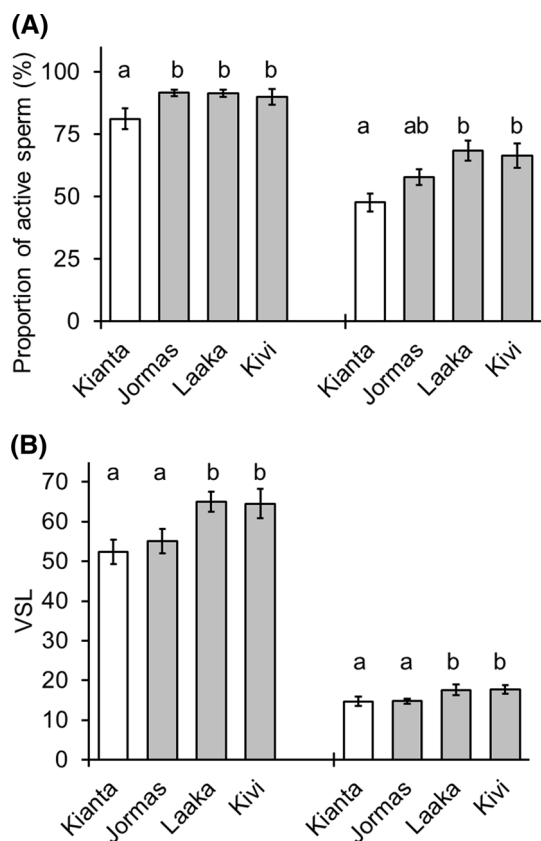 (A)
Proportion of active sperm (%)
100
75
50
25
0
a b b b
a ab b b
Kianta Jormas Laaka Kivi
Kianta Jormas Laaka Kivi
(B)
VSL
70
60
50
40
30
20
10
0
a a b b
a a b b
Kianta Jormas Laaka Kivi
Kianta Jormas Laaka Kivi